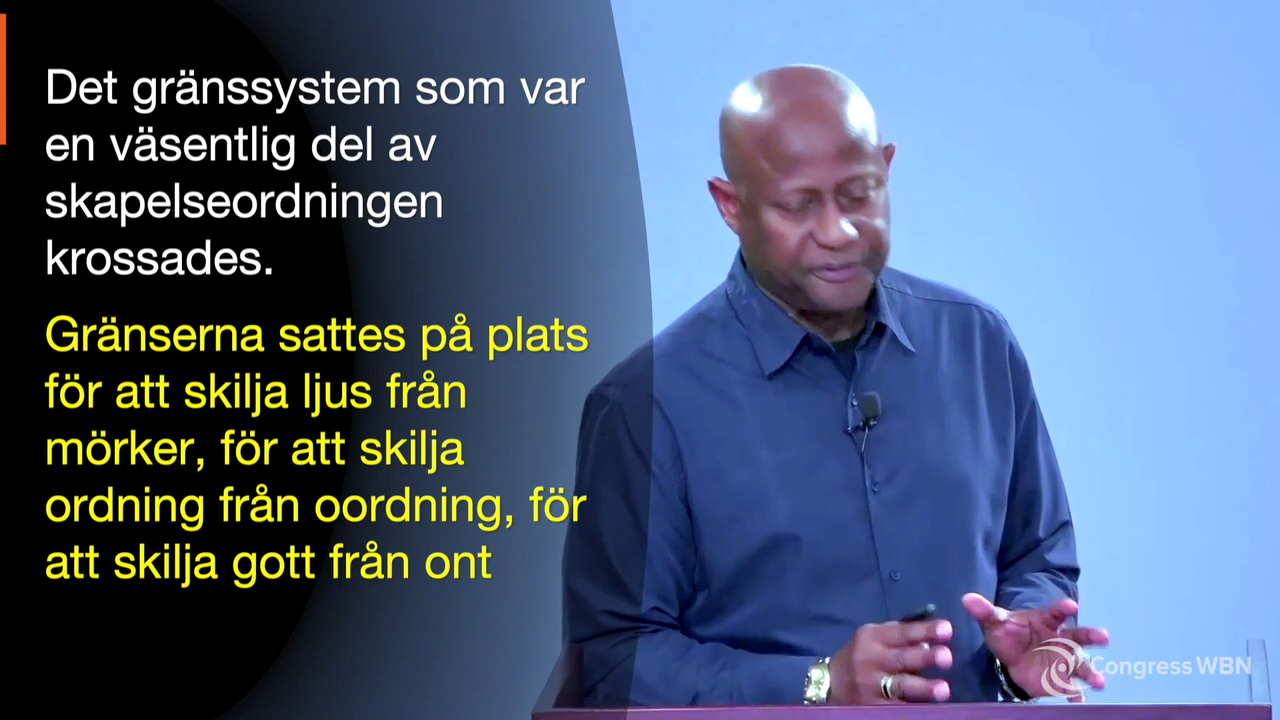 Det gränssystem som var
en väsentlig del av
skapelseordningen
krossades.
Gränserna sattes på plats
för att skilja ljus från
mörker, för att skilja
ordning från oordning, för
att skilja gott från ont
Congress WBN